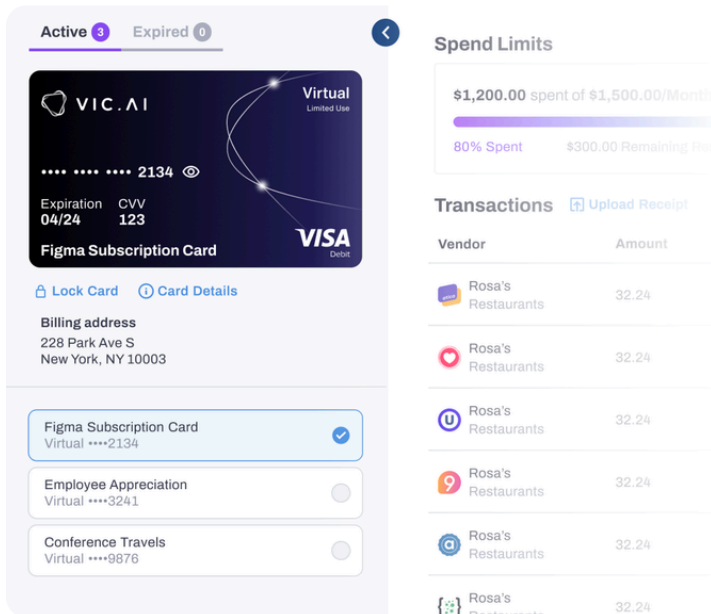 Active 3 Expired 0
VIC.AI
Virtual
Limited Use
•••• •••• •••• 2134
Expiration CVV
04/24 123
Figma Subscription Card
VISA
Debit
Lock Card Card Details
Billing address
228 Park Ave S
New York, NY 10003
Figma Subscription Card
Virtual ••••2134
Employee Appreciation
Virtual ••••3241
Conference Travels
Virtual ••••9876
Spend Limits
$1,200.00 spent of $1,500.00/Month
80% Spent $300.00 Remaining
Transactions Upload Receipt
Vendor Amount
Rosa's
Restaurants 32.24
Rosa's
Restaurants 32.24
Rosa's
Restaurants 32.24
Rosa's
Restaurants 32.24
Rosa's
Restaurants 32.24
Rosa's
Restaurants 32.24